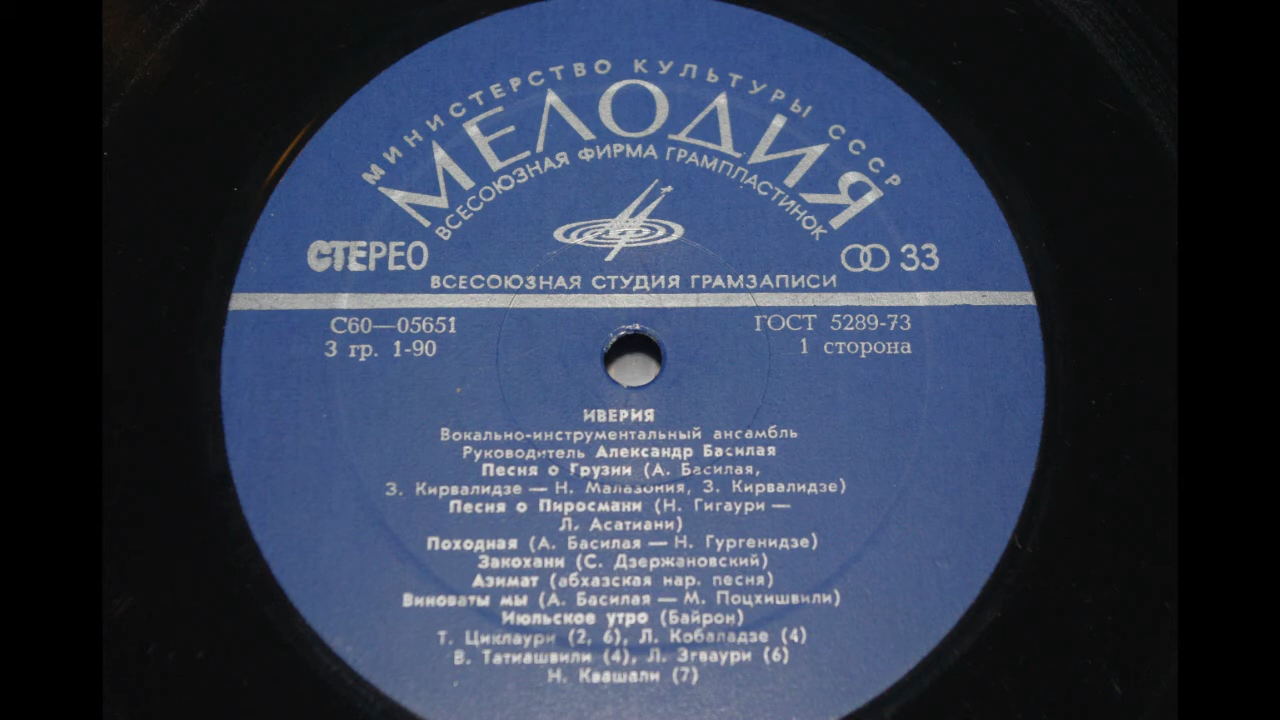 МИНИСТЕРСТВО КУЛЬТУРЫ СССР
МЕЛОДИЯ
ВСЕСОЮЗНАЯ ФИРМА ГРАМПЛАСТИНОК
СТЕРЕО 33
ВСЕСОЮЗНАЯ СТУДИЯ ГРАМЗАПИСИ
С60—05651 ГОСТ 5289-73
3 гр. 1-90 1 сторона
ИВЕРИЯ
Вокально-инструментальный ансамбль
Руководитель Александр Басилая
Песня о Грузии (А. Басилая,
З. Кирвалидзе — Н. Малазония, З. Кирвалидзе)
Песня о Пиросмани (Н. Гигаури —
Л. Асатиани)
Походная (А. Басилая — Н. Гургенидзе)
Закохани (С. Дзержановский)
Азимат (абхазская нар. песня)
Виноваты мы (А. Басилая — М. Поцхишвили)
Июльское утро (Байрон)
Т. Циклаури (2, 6), Л. Кобаладзе (4)
В. Татиашвили (4), Л. Згваури (6)
Н. Квашали (7)